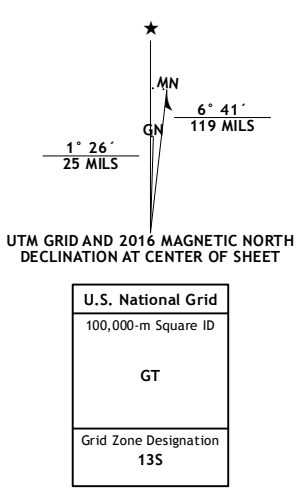 ★
MN
6° 41´
119 MILS
GN
1° 26´
25 MILS
UTM GRID AND 2016 MAGNETIC NORTH
DECLINATION AT CENTER OF SHEET
U.S. National Grid
100,000-m Square ID
GT
Grid Zone Designation
13S